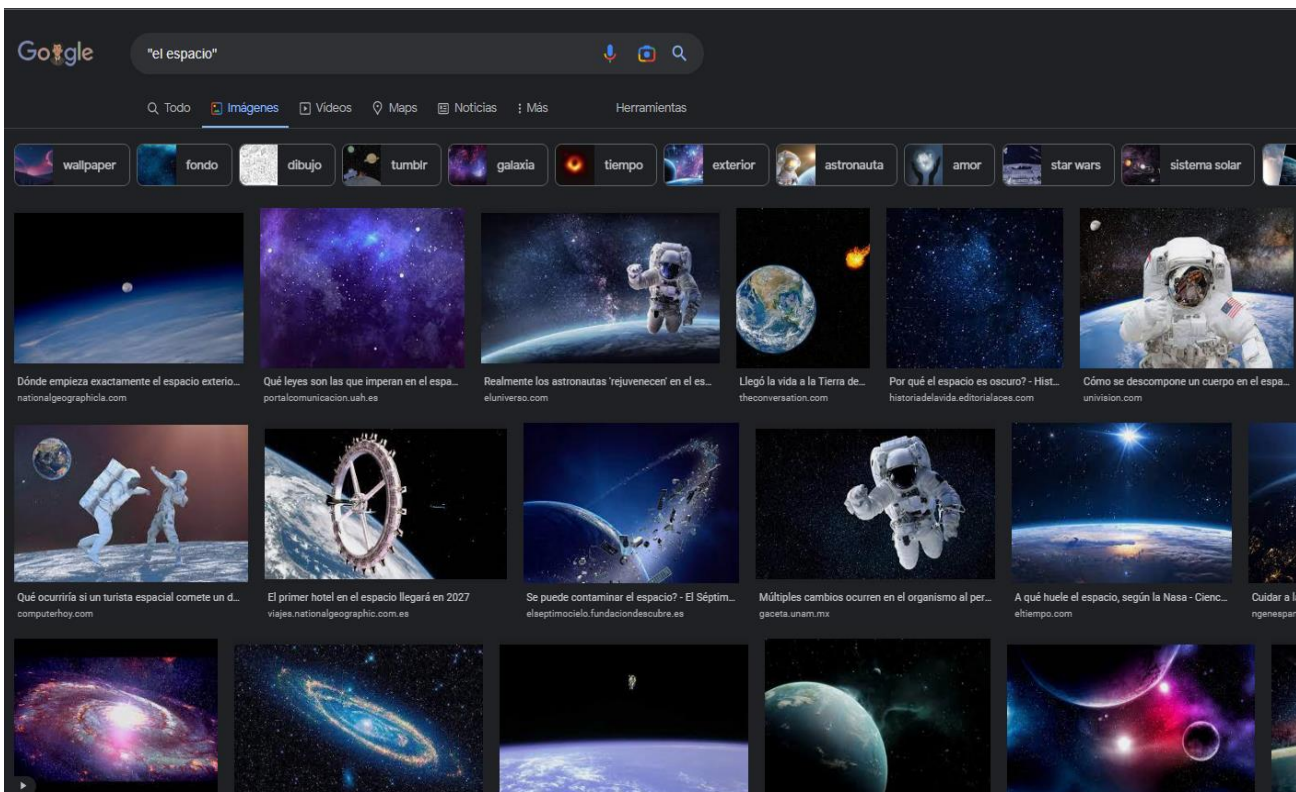 Google
"el espacio"
Todo Imágenes Vídeos Maps Noticias Más Herramientas
wallpaper fondo dibujo tumblr galaxia tiempo exterior astronauta amor star wars sistema solar
Dónde empieza exactamente el espacio exterio... Qué leyes son las que imperan en el espa... Realmente los astronautas 'rejuvenecen' en el es... Llegó la vida a la Tierra de... Por qué el espacio es oscuro? - Hist... Cómo se descompone un cuerpo en el espa...
nationalgeographicla.com portalcomunicacion.uah.es eluniverso.com theconversation.com historiadelavida.editorialaces.com univision.com
Qué ocurriría si un turista espacial comete un d... El primer hotel en el espacio llegará en 2027 Se puede contaminar el espacio? - El Séptim... Múltiples cambios ocurren en el organismo al per... A qué huele el espacio, según la Nasa - Cienc... Cuidar a l
computerhoy.com viajes.nationalgeographic.com.es elseptimocielo.fundaciondescubre.es gaceta.unam.mx eltiempo.com ngenespan